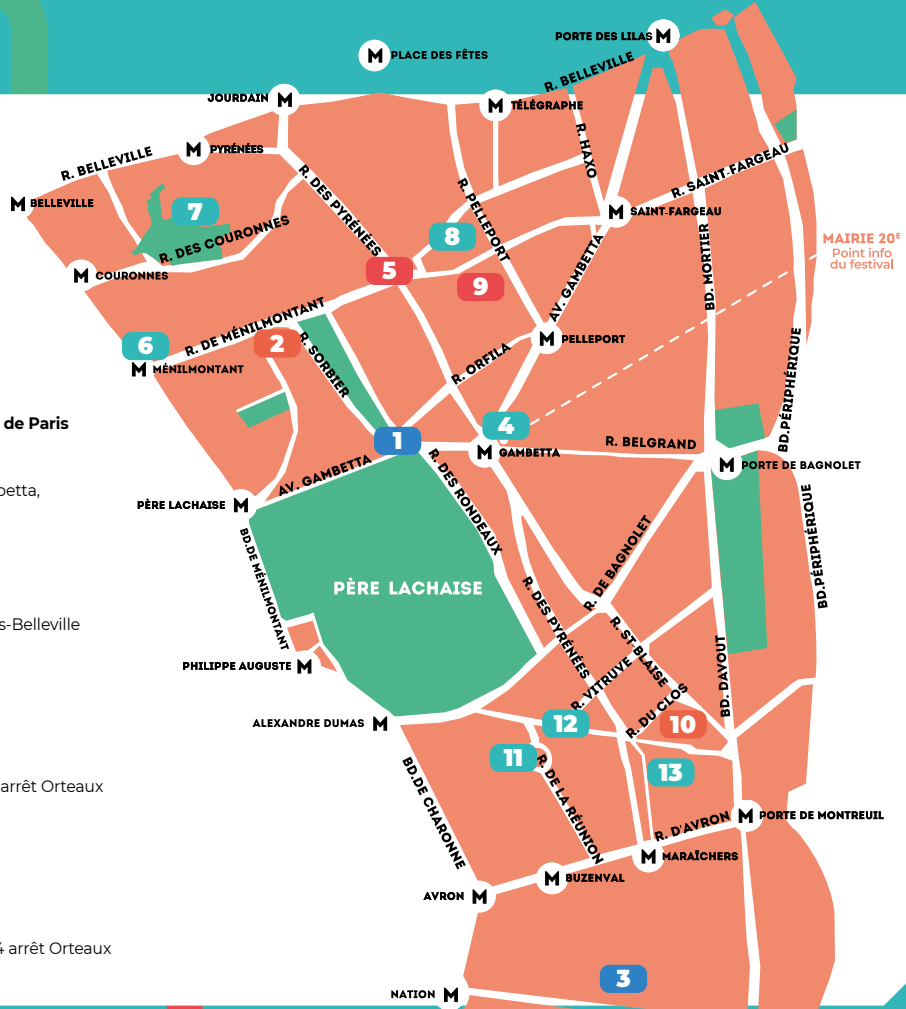 PORTE DES LILAS
M
M
PLACE DES FÊTES
R. BELLEVILLE
JOURDAIN
M
M
TÉLÉGRAPHE
R. HAXO
M
PYRÉNÉES
R. BELLEVILLE
R. SAINT-FARGEAU
R. DES PYRÉNÉES
R. PELLEPORT
M
BELLEVILLE
7
M
SAINT-FARGEAU
8
R. DES COURONNES
MAIRIE 20E
Point info
du festival
AV. GAMBETTA
BD. MORTIER
M
COURONNES
5
9
R. DE MÉNILMONTANT
6
2
M
PELLEPORT
M
MÉNILMONTANT
R. SORBIER
R. ORFILA
BD.PÉRIPHÉRIQUE
de Paris
4
1
R. BELGRAND
M
GAMBETTA
M
PORTE DE BAGNOLET
AV. GAMBETTA
R. DES RONDEAUX
betta,
PÈRE LACHAISE
M
BD.PÉRIPHÉRIQUE
BD.DE MÉNILMONTANT
R. DE BAGNOLET
PÈRE LACHAISE
s-Belleville
R. DES PYRÉNÉES
R. ST BLAISE
PHILIPPE AUGUSTE
M
R. VITRUVE
BD. DAVOUT
R. DU CLOS
ALEXANDRE DUMAS
M
12
10
11
13
R. DE LA RÉUNION
arrêt Orteaux
BD.DE CHARONNE
M
PORTE DE MONTREUIL
R. D'AVRON
M
MARAÎCHERS
M
BUZENVAL
AVRON
M
4 arrêt Orteaux
3
NATION
M